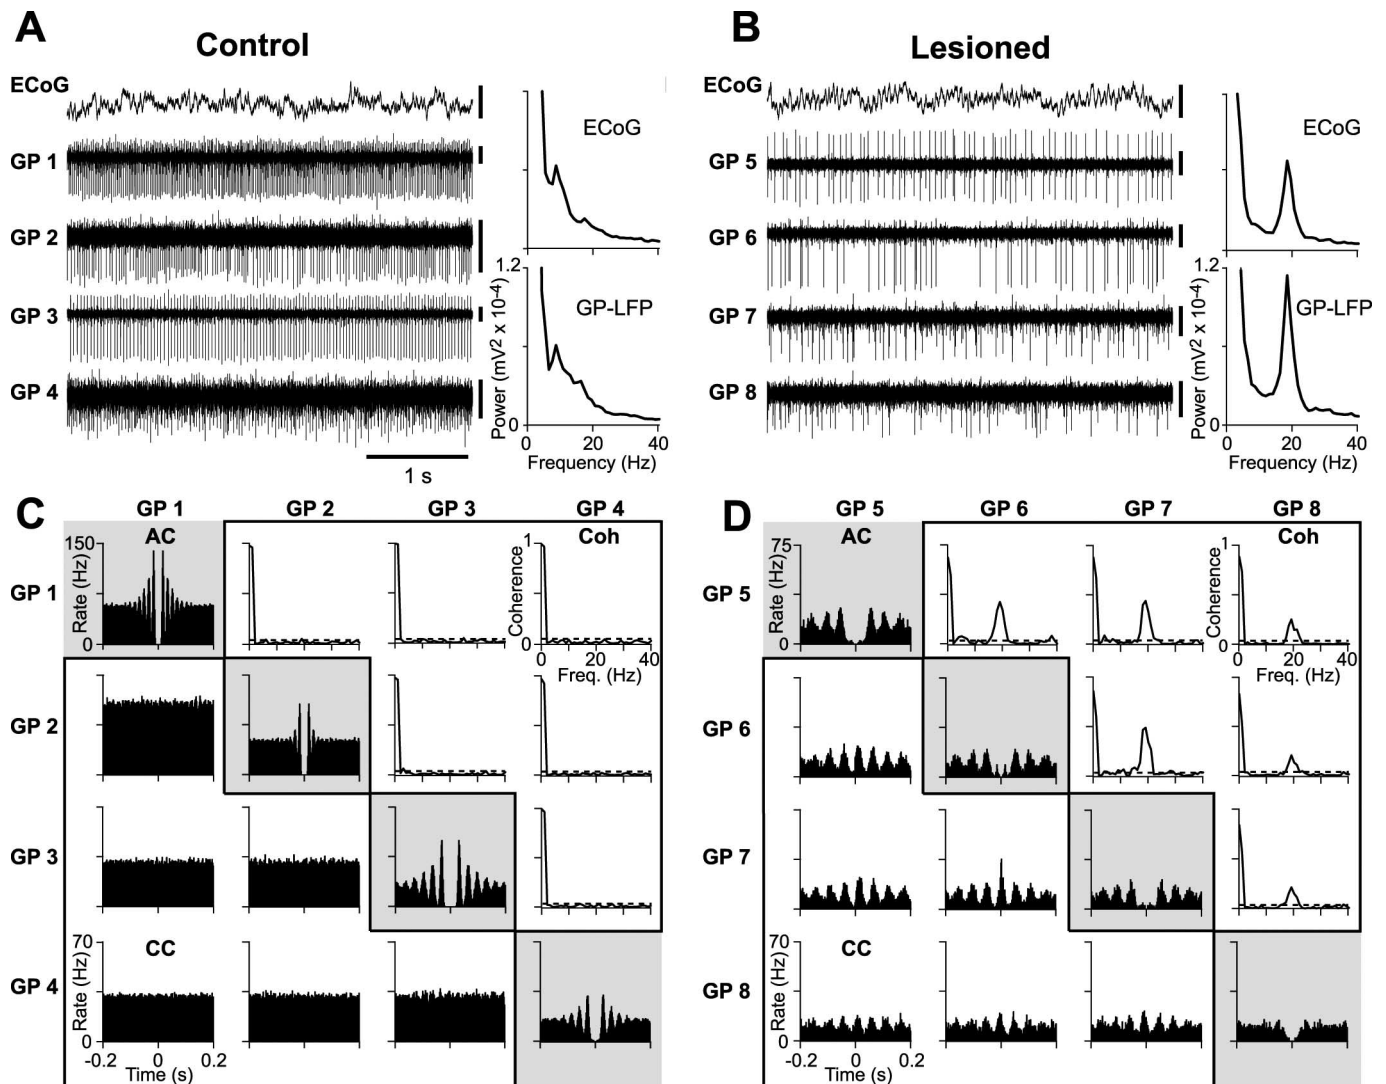 A
Control
ECoG
GP 1
GP 2
GP 3
GP 4
1 s
ECoG
1.2
GP-LFP
Power (mV2 x 10-4)
0
0
20
40
Frequency (Hz)
B
Lesioned
ECoG
GP 5
GP 6
GP 7
GP 8
ECoG
1.2
GP-LFP
Power (mV2 x 10-4)
0
0
20
40
Frequency (Hz)
C
GP 1
GP 2
GP 3
GP 4
GP 1
AC
150
Rate (Hz)
0
Coh
1
Coherence
0
0
20
40
Freq. (Hz)
GP 2
GP 3
GP 4
CC
70
Rate (Hz)
0
-0.2
0
0.2
Time (s)
D
GP 5
GP 6
GP 7
GP 8
GP 5
AC
75
Rate (Hz)
0
Coh
1
Coherence
0
0
20
40
Freq. (Hz)
GP 6
GP 7
GP 8
CC
70
Rate (Hz)
0
-0.2
0
0.2
Time (s)